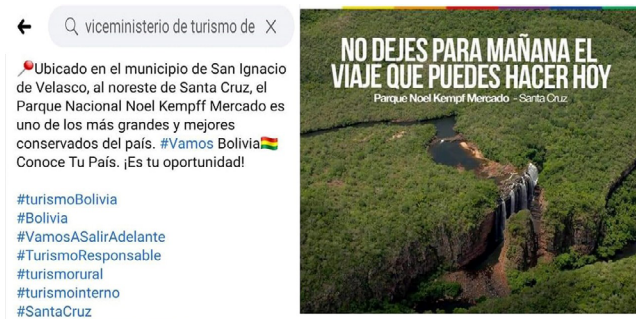 viceministerio de turismo de X
📍Ubicado en el municipio de San Ignacio
de Velasco, al noreste de Santa Cruz, el
Parque Nacional Noel Kempff Mercado es
uno de los más grandes y mejores
conservados del país. #Vamos Bolivia🇧🇴
Conoce Tu País. ¡Es tu oportunidad!
#turismoBolivia
#Bolivia
#VamosASalirAdelante
#TurismoResponsable
#turismorural
#turismointerno
#SantaCruz
NO DEJES PARA MAÑANA EL
VIAJE QUE PUEDES HACER HOY
Parque Noel Kempf Mercado - Santa Cruz